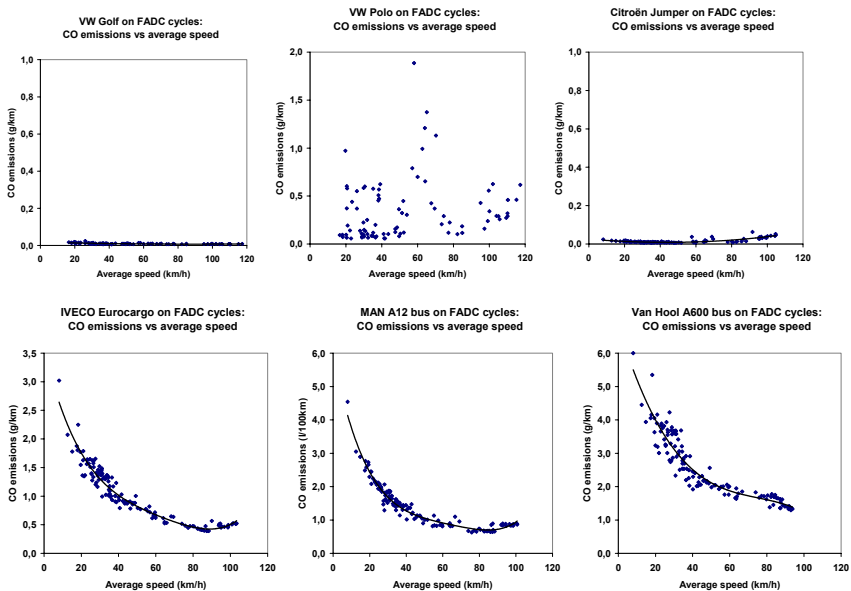 VW Golf on FADC cycles:
CO emissions vs average speed
1,0
0,8
0,6
0,4
0,2
0,0
0 20 40 60 80 100 120
Average speed (km/h)
CO emissions (g/km)
VW Polo on FADC cycles:
CO emissions vs average speed
2,0
1,5
1,0
0,5
0,0
0 20 40 60 80 100 120
Average speed (km/h)
CO emissions (g/km)
Citroën Jumper on FADC cycles:
CO emissions vs average speed
1,0
0,8
0,6
0,4
0,2
0,0
0 20 40 60 80 100 120
Average speed (km/h)
CO emissions (g/km)
IVECO Eurocargo on FADC cycles:
CO emissions vs average speed
3,5
3,0
2,5
2,0
1,5
1,0
0,5
0,0
0 20 40 60 80 100 120
Average speed (km/h)
CO emissions (g/km)
MAN A12 bus on FADC cycles:
CO emissions vs average speed
6,0
5,0
4,0
3,0
2,0
1,0
0,0
0 20 40 60 80 100 120
Average speed (km/h)
CO emissions (l/100km)
Van Hool A600 bus on FADC cycles:
CO emissions vs average speed
6,0
5,0
4,0
3,0
2,0
1,0
0,0
0 20 40 60 80 100 120
Average speed (km/h)
CO emissions (g/km)